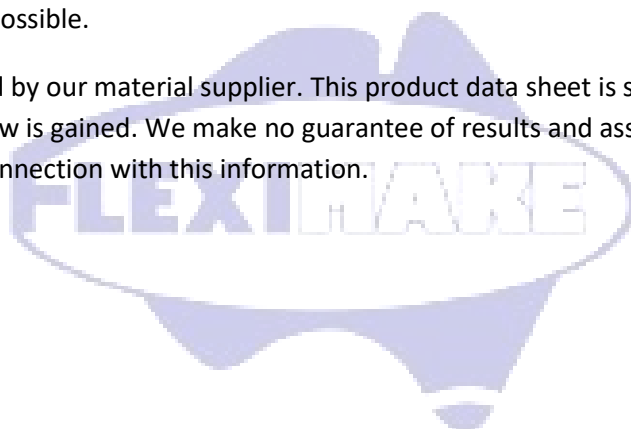 ossible.
by our material supplier. This product data sheet is s
w is gained. We make no guarantee of results and ass
nnection with this information.
FLEXIMAKE